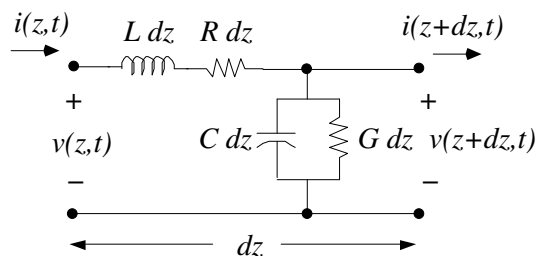 i(z,t) L dz R dz i(z+dz,t)
+ +
v(z,t) C dz G dz v(z+dz,t)
− −
dz